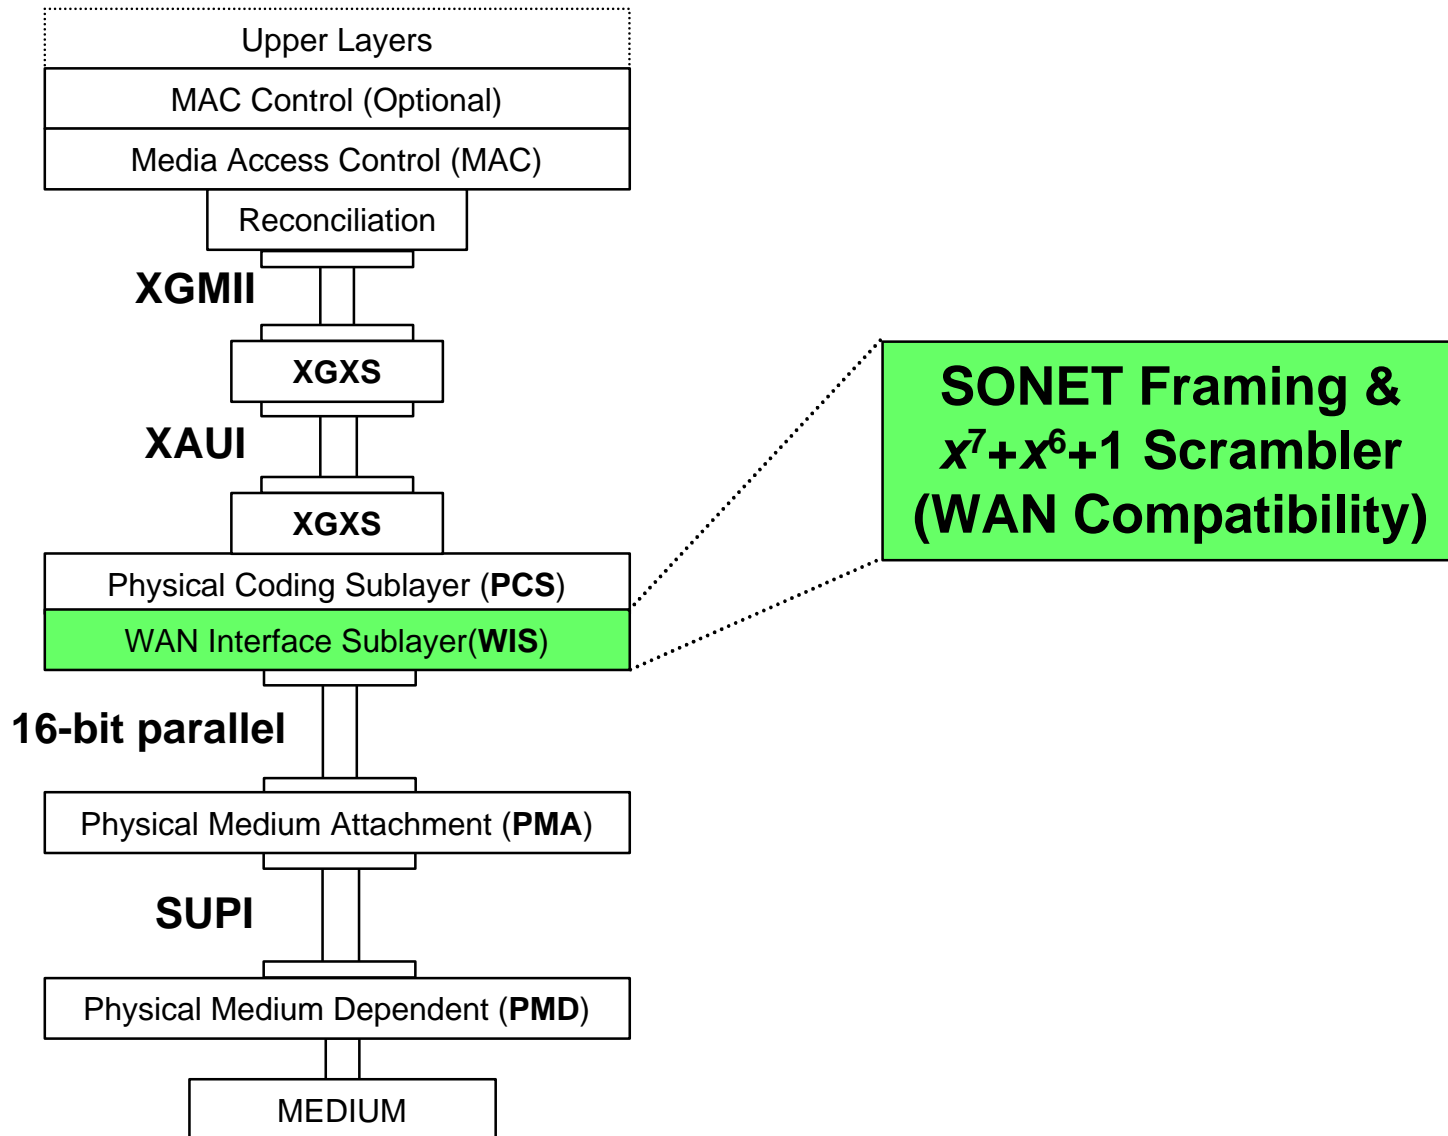 Upper Layers
MAC Control (Optional)
Media Access Control (MAC)
Reconciliation
XGMII
XGXS
XAUI
XGXS
Physical Coding Sublayer (PCS)
WAN Interface Sublayer(WIS)
16-bit parallel
Physical Medium Attachment (PMA)
SUPI
Physical Medium Dependent (PMD)
MEDIUM
SONET Framing &
x⁷+x⁶+1 Scrambler
(WAN Compatibility)